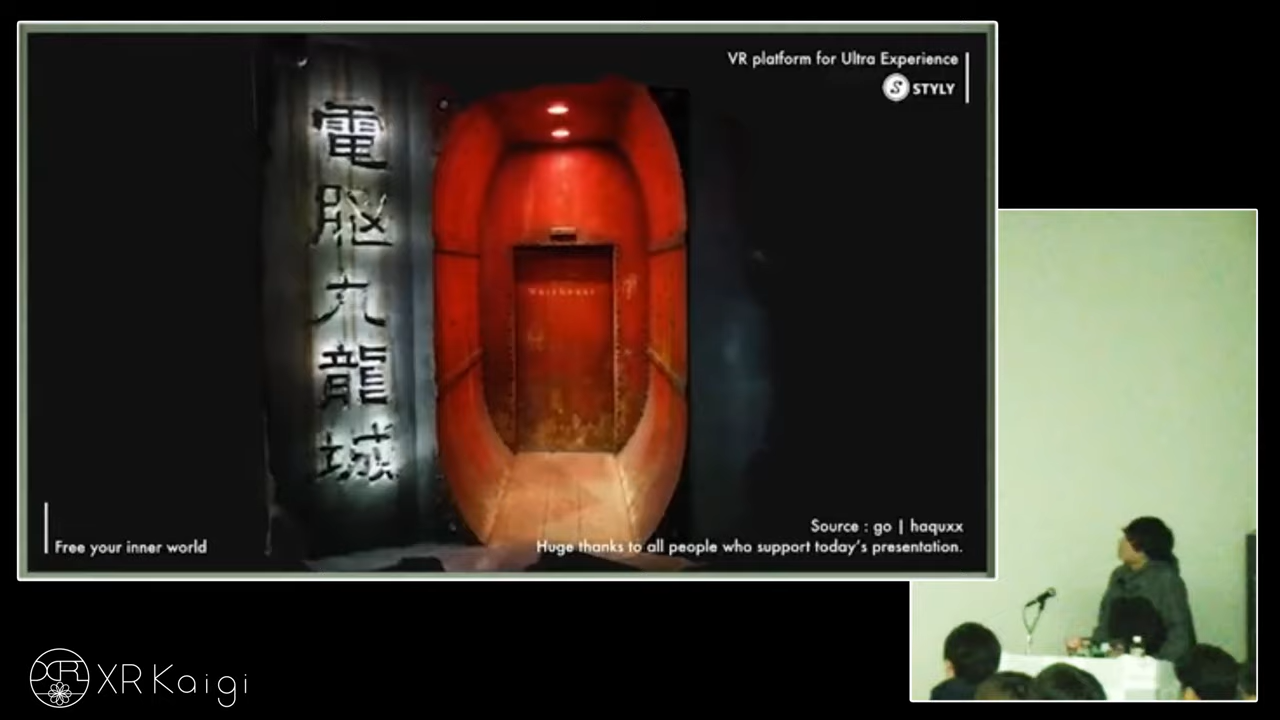 VR platform for Ultra Experience
S STYLY
電脳九龍城
Source : go | haquxx
Huge thanks to all people who support today's presentation.
Free your inner world
XR XR Kaigi